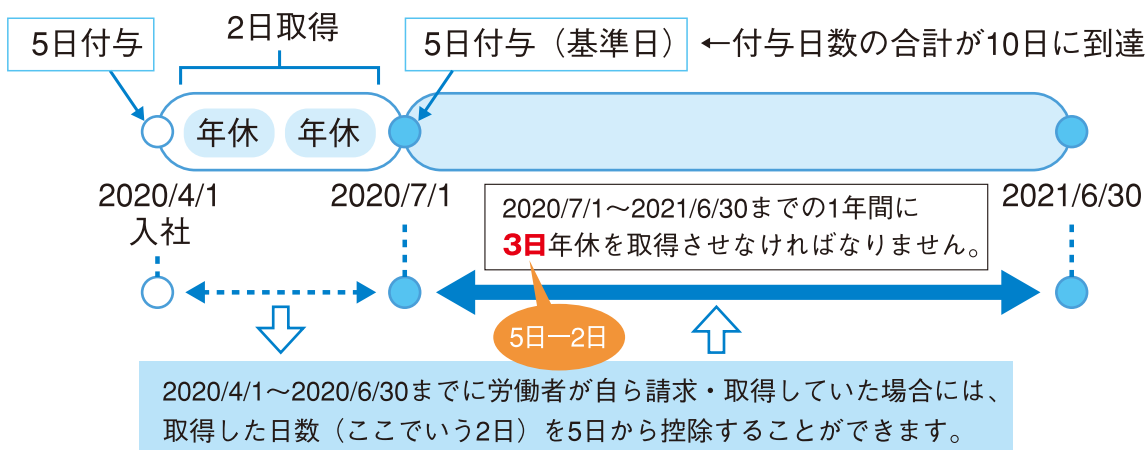 5日付与
2日取得
5日付与（基準日）
←付与日数の合計が10日に到達
年休
年休
2020/4/1
入社
2020/7/1
2021/6/30
2020/7/1～2021/6/30までの1年間に
3日年休を取得させなければなりません。
5日ー2日
2020/4/1～2020/6/30までに労働者が自ら請求・取得していた場合には、
取得した日数（ここでいう2日）を5日から控除することができます。